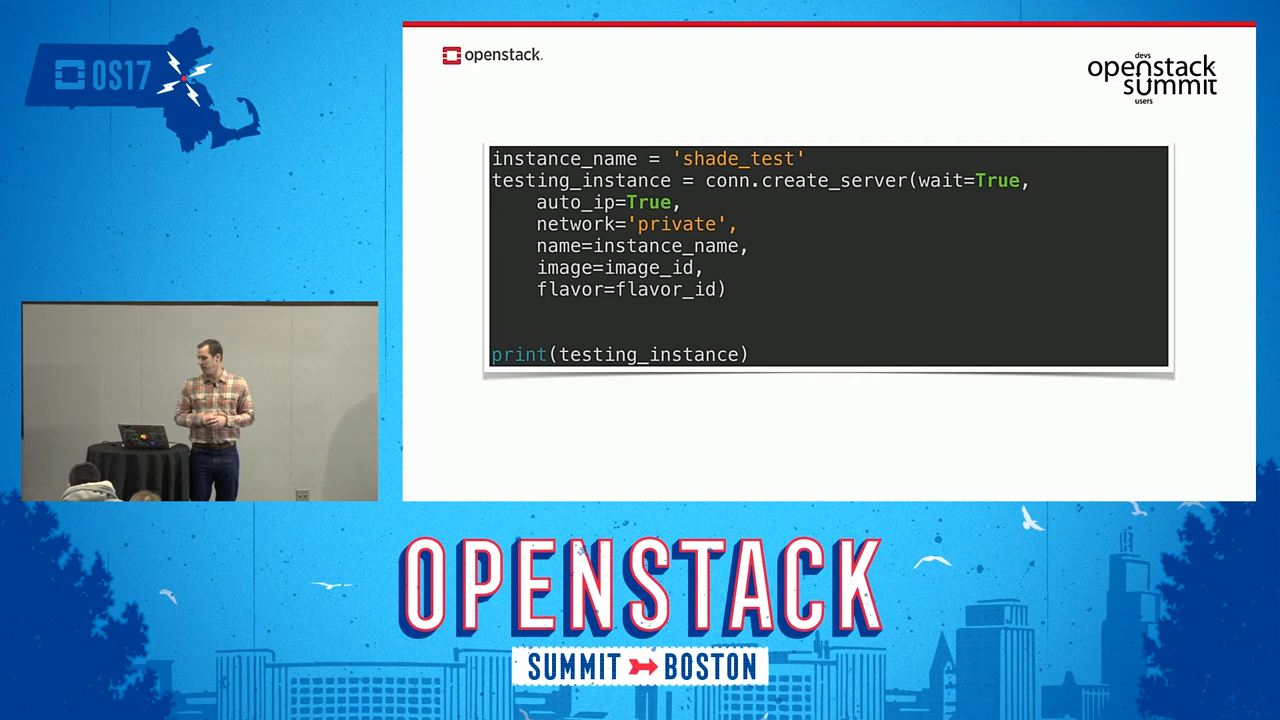 OS17
openstack.
devs
openstack
summit
users
instance_name = 'shade_test'
testing_instance = conn.create_server(wait=True,
    auto_ip=True,
    network='private',
    name=instance_name,
    image=image_id,
    flavor=flavor_id)
print(testing_instance)
OPENSTACK
SUMMIT BOSTON